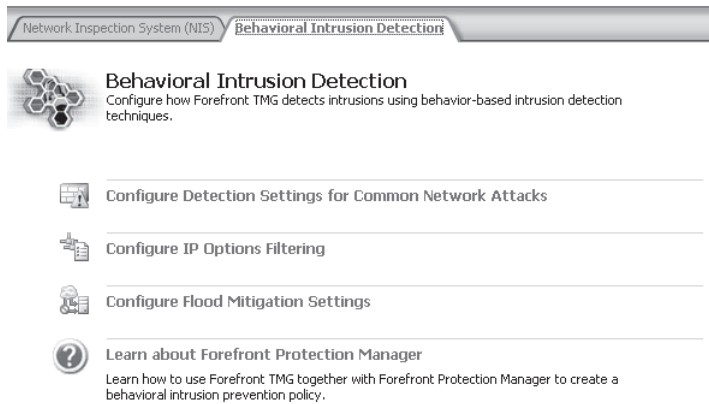 Network Inspection System (NIS)
Behavioral Intrusion Detection
Behavioral Intrusion Detection
Configure how Forefront TMG detects intrusions using behavior-based intrusion detection
techniques.
Configure Detection Settings for Common Network Attacks
Configure IP Options Filtering
Configure Flood Mitigation Settings
Learn about Forefront Protection Manager
Learn how to use Forefront TMG together with Forefront Protection Manager to create a
behavioral intrusion prevention policy.